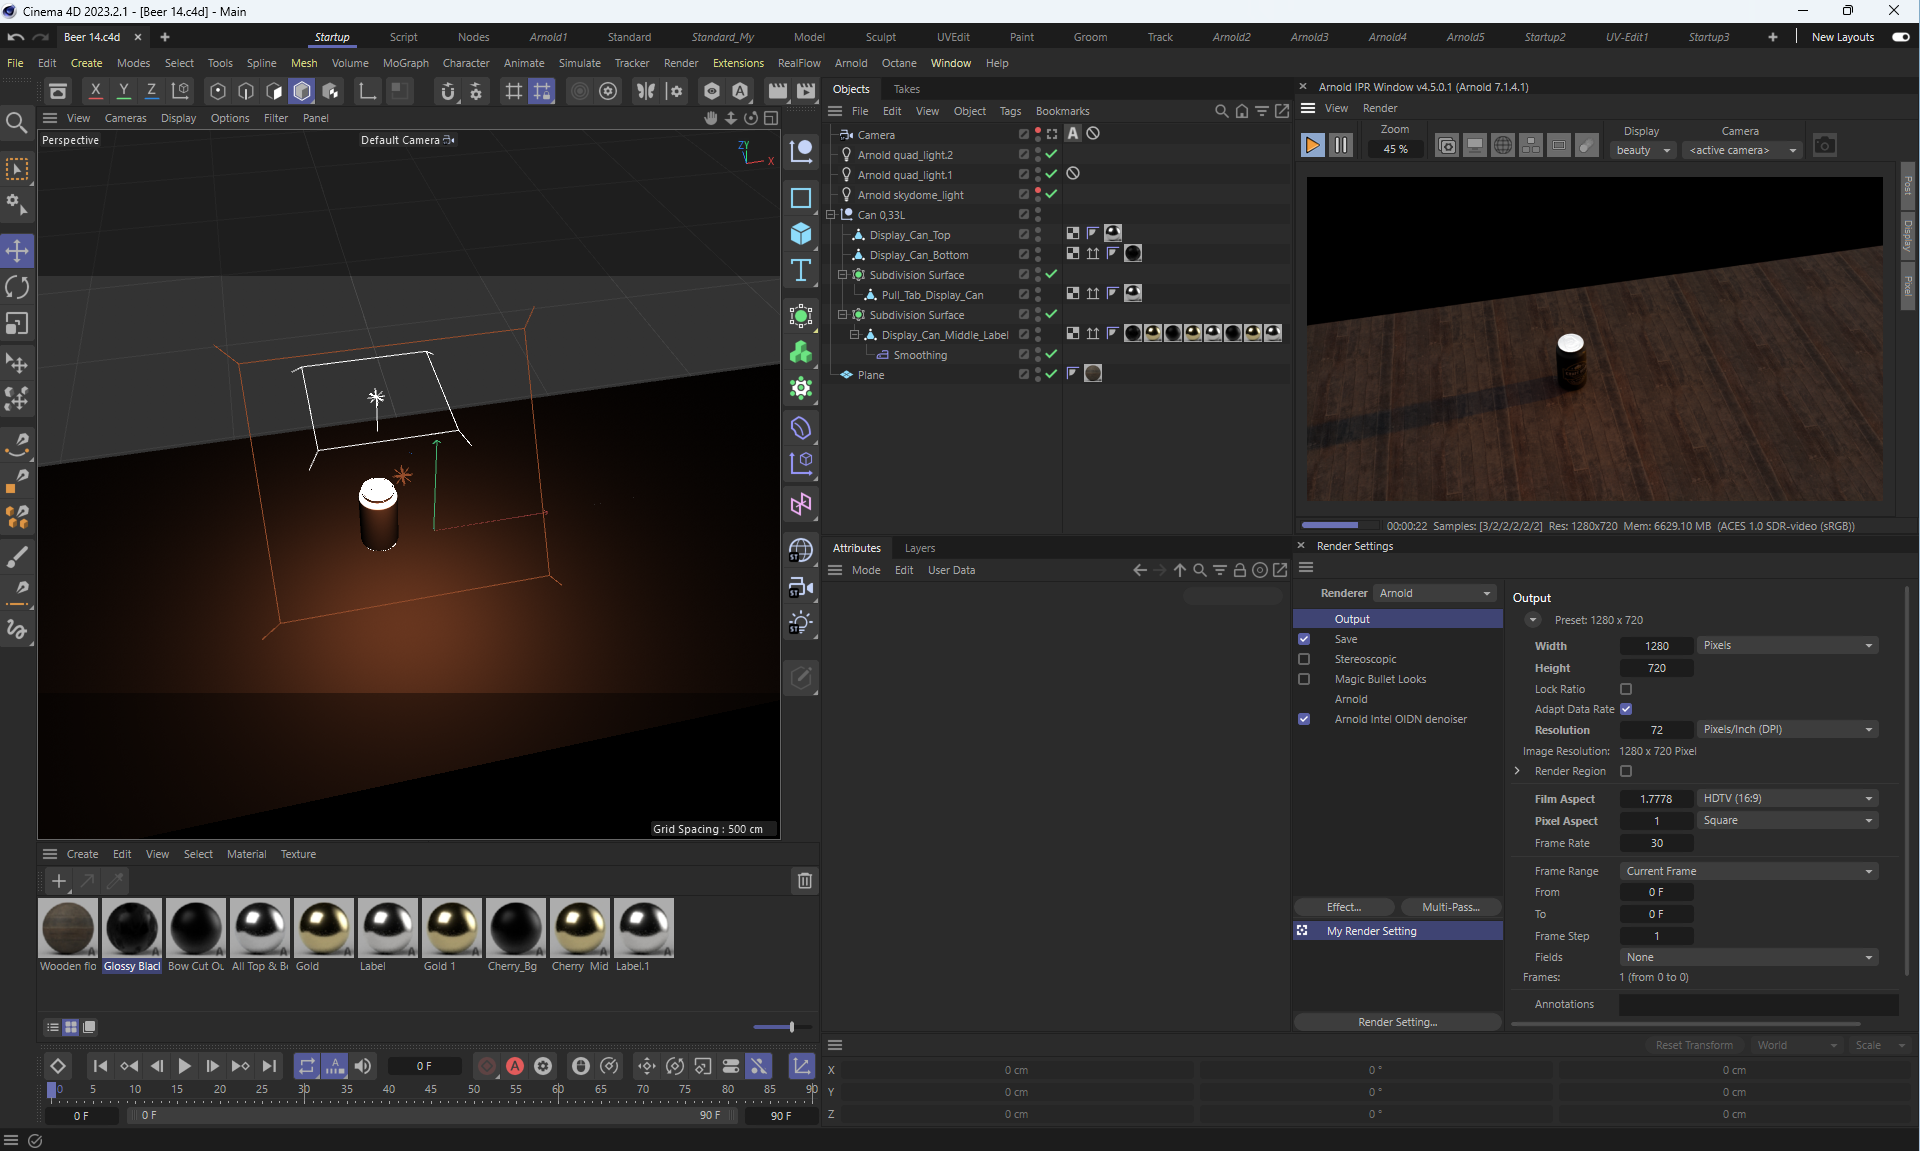 Cinema 4D 2023.2.1 - [Beer 14.c4d] - Main
Beer 14.c4d × + Startup Script Nodes Arnold1 Standard Standard_My Model Sculpt UVEdit Paint Groom Track Arnold2 Arnold3 Arnold4 Arnold5 Startup2 UV-Edit1 Startup3 + New Layouts
File Edit Create Modes Select Tools Spline Mesh Volume MoGraph Character Animate Simulate Tracker Render Extensions RealFlow Arnold Octane Window Help
X Y Z
View Cameras Display Options Filter Panel
Perspective
Default Camera
ZY
X
Grid Spacing : 500 cm
Objects Takes
File Edit View Object Tags Bookmarks
Camera
Arnold quad_light.2
Arnold quad_light.1
Arnold skydome_light
Can 0,33L
Display_Can_Top
Display_Can_Bottom
Subdivision Surface
Pull_Tab_Display_Can
Subdivision Surface
Display_Can_Middle_Label
Smoothing
Plane
Attributes Layers
Mode Edit User Data
Arnold IPR Window v4.5.0.1 (Arnold 7.1.4.1)
View Render
Zoom
45 %
Display
beauty
Camera
<active camera>
Post
Display
Pixel
00:00:22 Samples: [3/2/2/2/2/2] Res: 1280x720 Mem: 6629.10 MB (ACES 1.0 SDR-video (sRGB))
Render Settings
Renderer Arnold
Output
Save
Stereoscopic
Magic Bullet Looks
Arnold
Arnold Intel OIDN denoiser
Effect... Multi-Pass...
My Render Setting
Render Setting...
Output
Preset: 1280 x 720
Width 1280 Pixels
Height 720
Lock Ratio
Adapt Data Rate
Resolution 72 Pixels/Inch (DPI)
Image Resolution: 1280 x 720 Pixel
Render Region
Film Aspect 1.7778 HDTV (16:9)
Pixel Aspect 1 Square
Frame Rate 30
Frame Range Current Frame
From 0 F
To 0 F
Frame Step 1
Fields None
Frames: 1 (from 0 to 0)
Annotations
Create Edit View Select Material Texture
Wooden flo Glossy Blacl Bow Cut Ou All Top & Bo Gold Label Gold 1 Cherry_Bg Cherry Mid Label.1
0 F
0 5 10 15 20 25 30 35 40 45 50 55 60 65 70 75 80 85 90
0 F 0 F 90 F 90 F
Reset Transform World Scale
X 0 cm 0 ° 0 cm
Y 0 cm 0 ° 0 cm
Z 0 cm 0 ° 0 cm